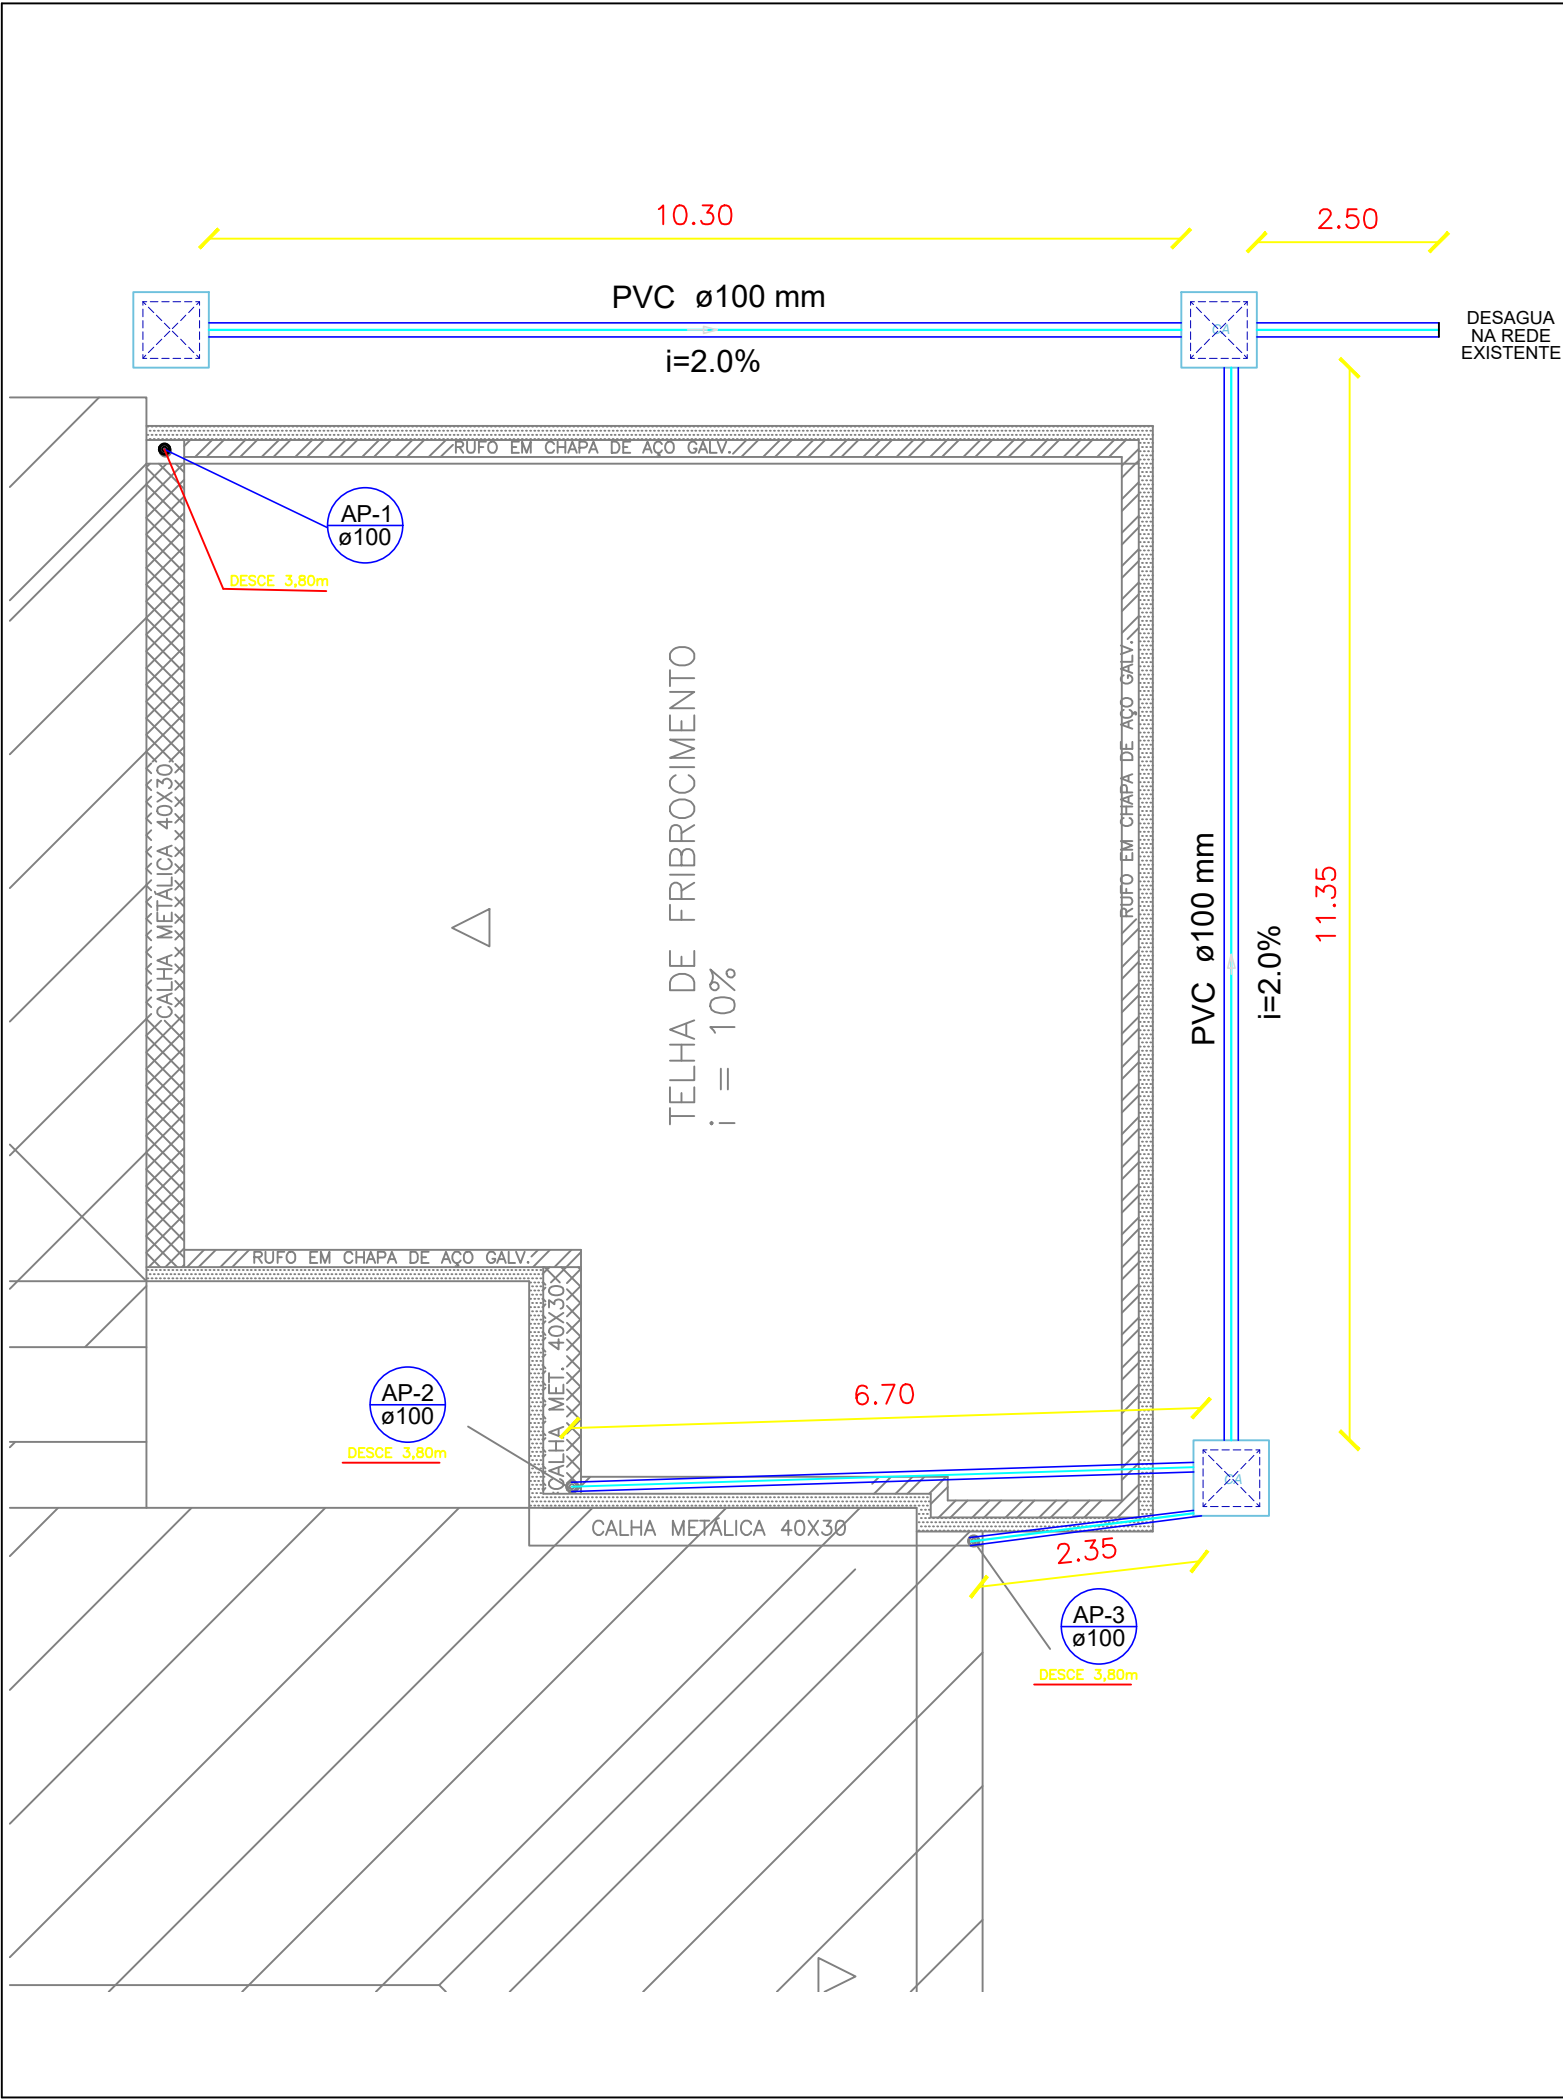 10.30
2.50
PVC ø100 mm
i=2.0%
CA
DESAGUA
NA REDE
EXISTENTE
RUFO EM CHAPA DE AÇO GALV.
AP-1
ø100
DESCE 3,80m
CALHA METÁLICA 40X30
TELHA DE FRIBROCIMENTO
i = 10%
RUFO EM CHAPA DE AÇO GALV.
PVC ø100 mm
i=2.0%
11.35
RUFO EM CHAPA DE AÇO GALV.
CALHA MET. 40X30
AP-2
ø100
DESCE 3,80m
6.70
CA
CALHA METÁLICA 40X30
2.35
AP-3
ø100
DESCE 3,80m